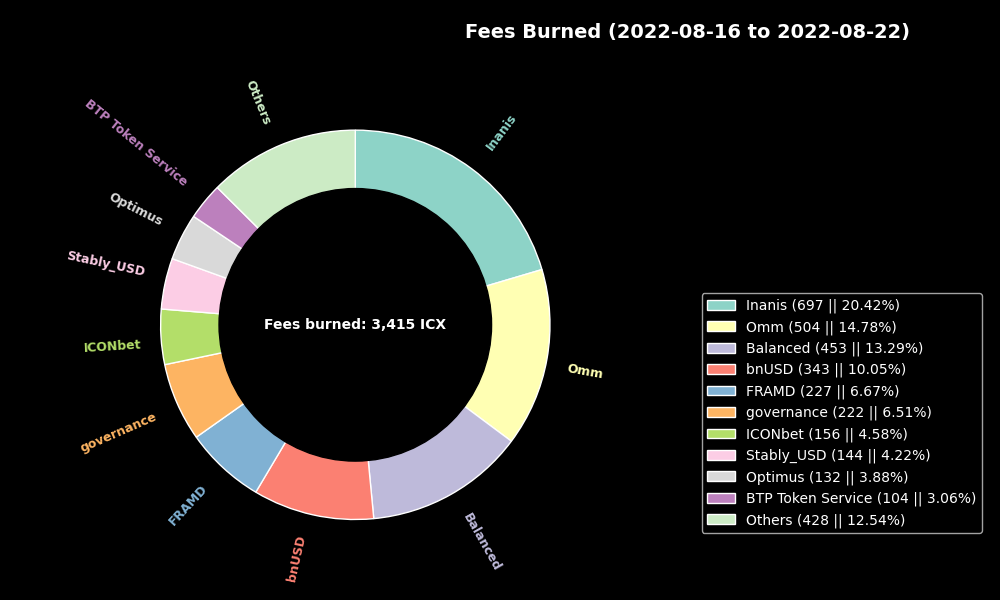 Fees Burned (2022-08-16 to 2022-08-22)
Others
Inanis
BTP Token Service
Optimus
Stably_USD
ICONbet
governance
FRAMD
bnUSD
Balanced
Omm
Fees burned: 3,415 ICX
Inanis (697 || 20.42%)
Omm (504 || 14.78%)
Balanced (453 || 13.29%)
bnUSD (343 || 10.05%)
FRAMD (227 || 6.67%)
governance (222 || 6.51%)
ICONbet (156 || 4.58%)
Stably_USD (144 || 4.22%)
Optimus (132 || 3.88%)
BTP Token Service (104 || 3.06%)
Others (428 || 12.54%)